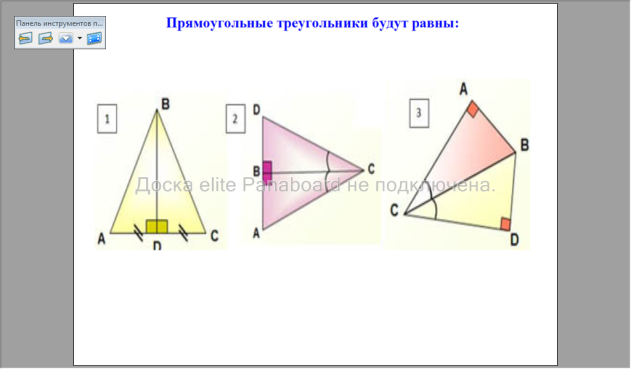 Прямоугольные треугольники будут равны:
Панель инструментов п...
1
B
A
D
C
2
D
B
C
A
3
A
B
C
D
Доска elite Panaboard не подключена.